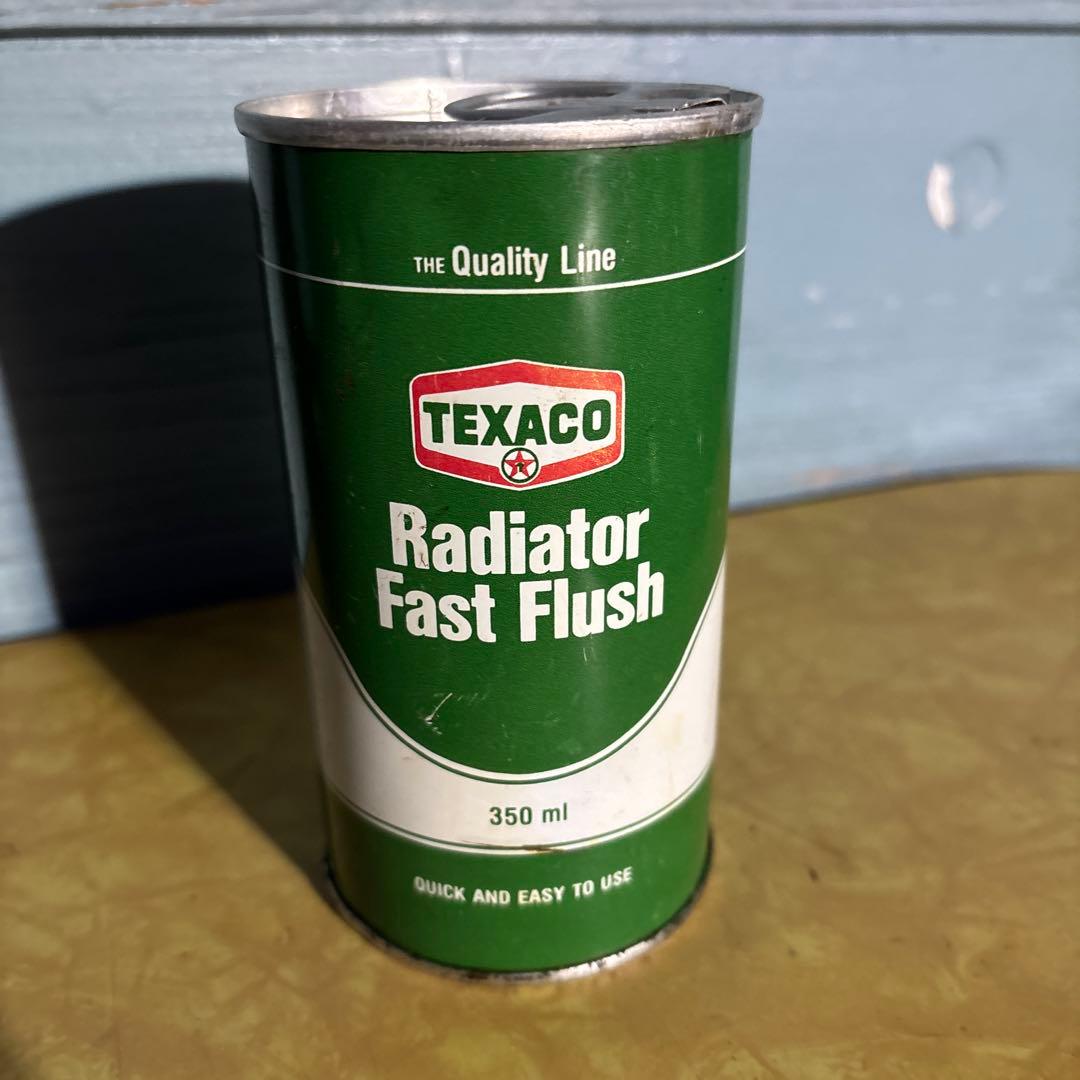 THE Quality Line
TEXACO
T
Radiator
Fast Flush
350 ml
QUICK AND EASY TO USE